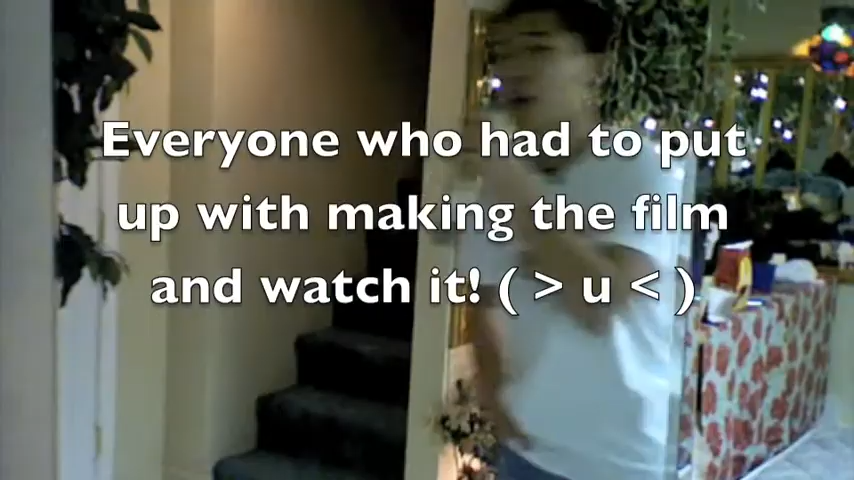 Everyone who had to put
up with making the film
and watch it! ( > u < )